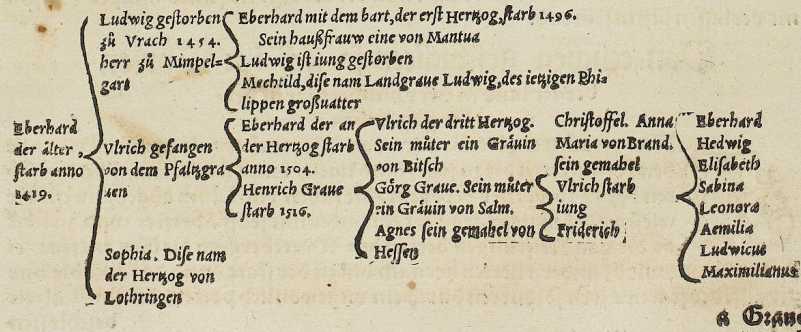 Eberhard
der älter,
starb anno
1419.
Ludwig gestorben
zů Vrach 1454.
herr zů Mimpel=
gart
Vlrich gefangen
von dem Pfaltzgra
uen
Sophia. Dise nam
der Hertzog von
Lothringen
Eberhard mit dem bart, der erst Hertzog, starb 1496.
Sein haußfrauw eine von Mantua
Ludwig ist iung gestorben
Mechtild, dise nam Landgraue Ludwig, des ietzigen Phi=
lippen großuatter
Eberhard der an
der Hertzog starb
anno 1504.
Henrich Graue
starb 1516.
Vlrich der dritt Hertzog.
Sein můter ein Gräuin
von Bitsch
Görg Graue. Sein můter
ein Gräuin von Salm.
Agnes sein gemahel von
Hessen
Christoffel. Anna
Maria von Brand.
sein gemahel
Vlrich starb
iung
Friderich
Eberhard
Hedwig
Elisabeth
Sabina
Leonora
Aemilia
Ludwicus
Maximilianus